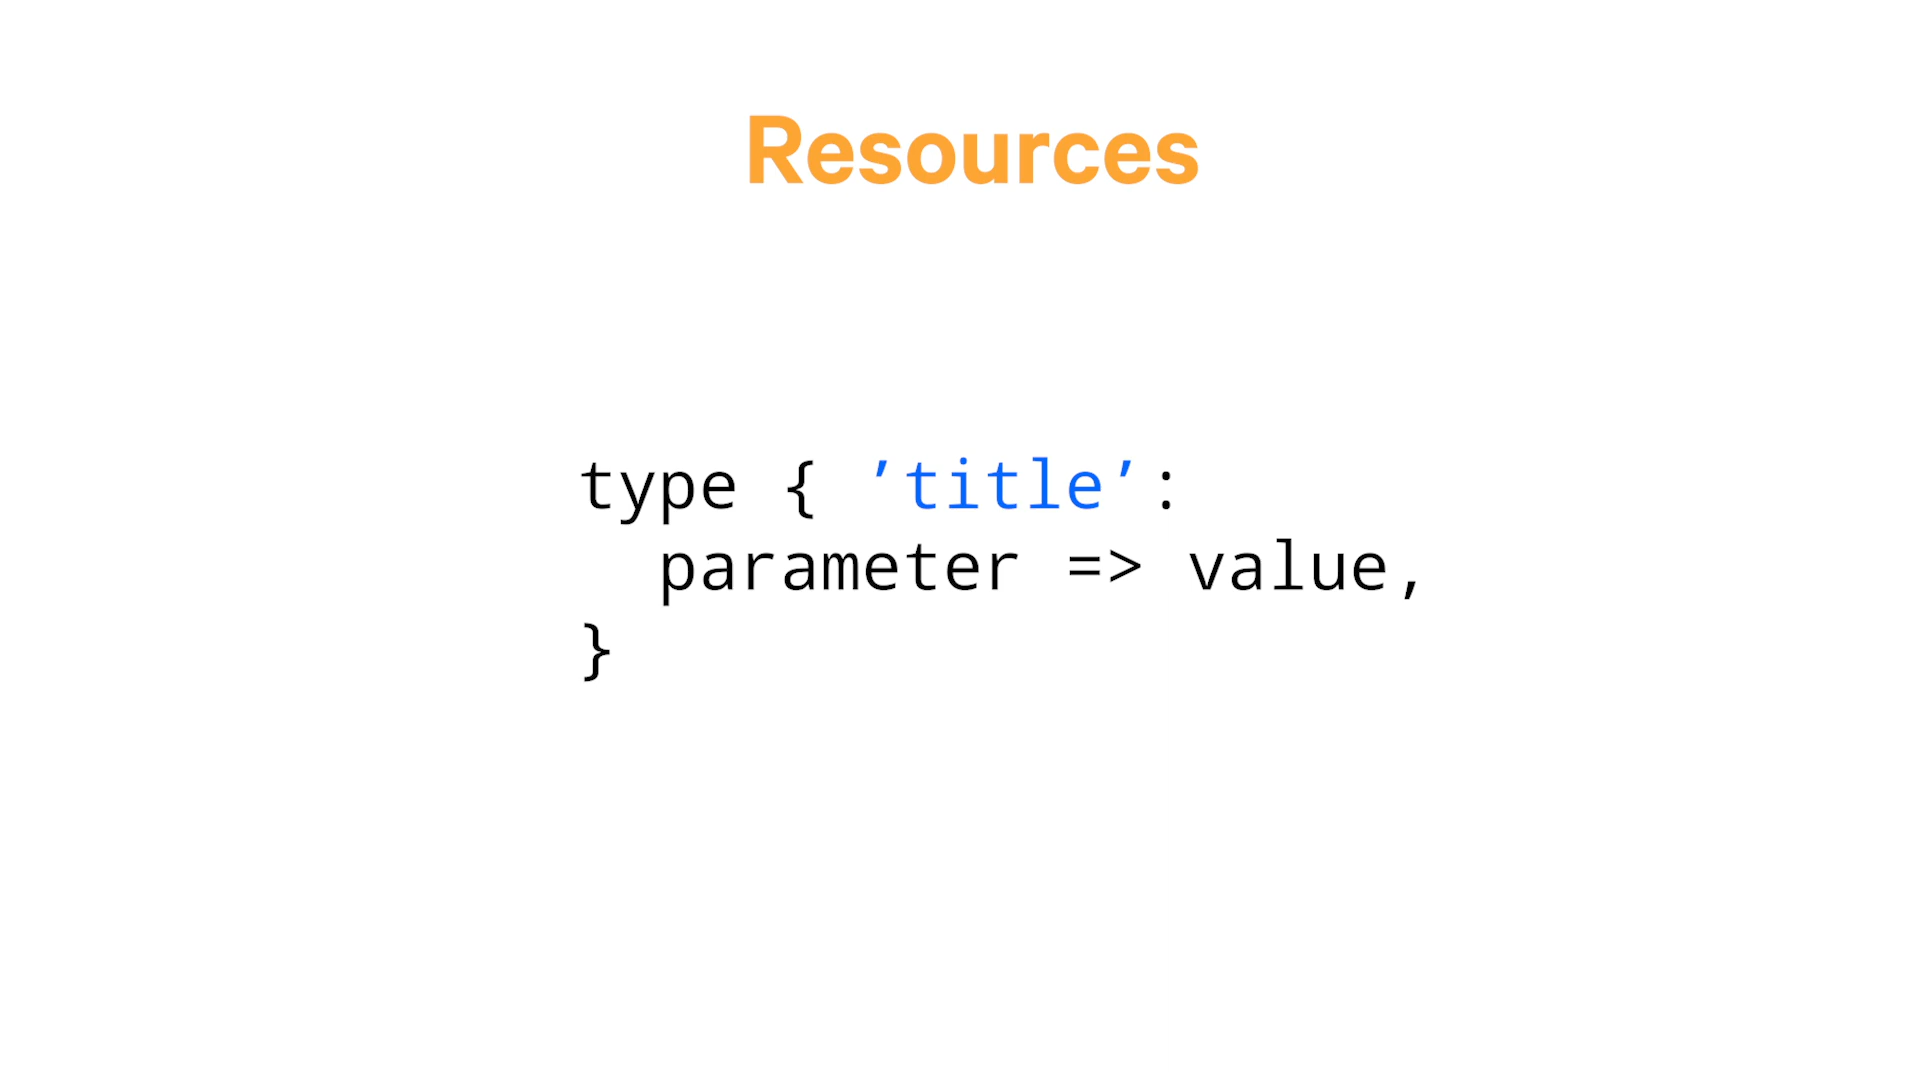 Resources
type { ’title’:
  parameter => value,
}